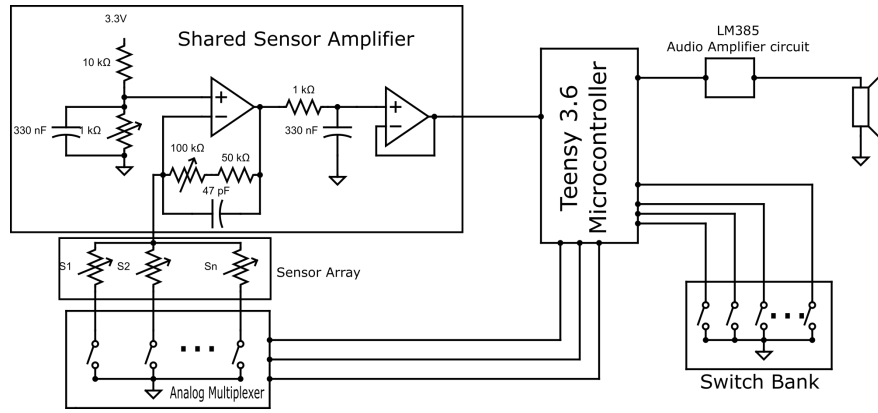 3.3V
Shared Sensor Amplifier
10 kΩ
1 kΩ
330 nF
1 kΩ
330 nF
100 kΩ
50 kΩ
47 pF
Teensy 3.6
Microcontroller
LM385
Audio Amplifier circuit
S1
S2
Sn
Sensor Array
Analog Multiplexer
Switch Bank